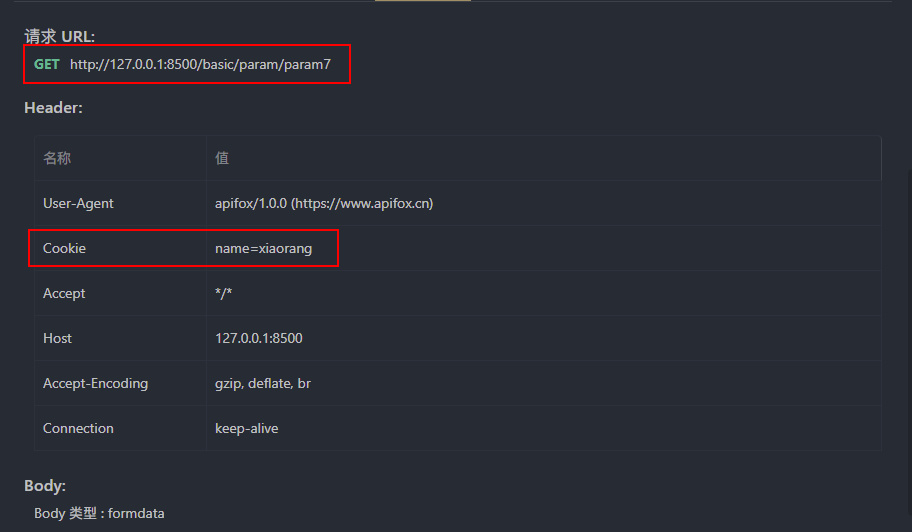 请求 URL:
GET http://127.0.0.1:8500/basic/param/param7
Header:
名称 值
User-Agent apifox/1.0.0 (https://www.apifox.cn)
Cookie name=xiaorang
Accept */*
Host 127.0.0.1:8500
Accept-Encoding gzip, deflate, br
Connection keep-alive
Body:
Body 类型 : formdata